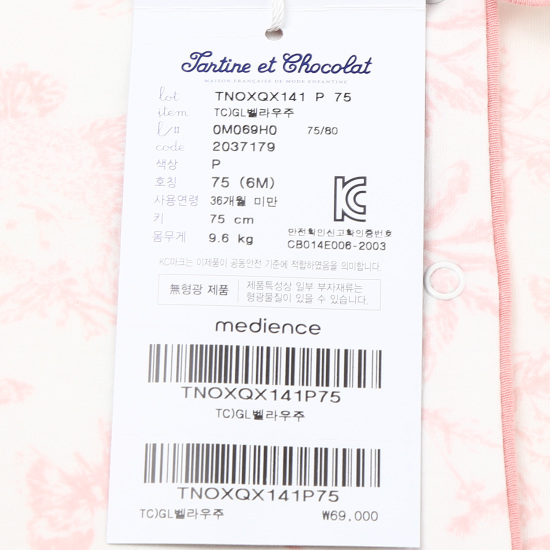 Tartine et Chocolat
MAISON FRANÇAISE DE MODE ENFANTINE
lot TNOXQX141 P 75
item TC)GL벨라우주
l/# 0M069H0 75/80
code 2037179
색상 P
호칭 75 (6M)
사용연령 36개월 미만
키 75 cm
몸무게 9.6 kg
안전확인신고확인증번호
CB014E006-2003
KC마크는 이제품이 공동안전 기준에 적합하였음을 의미합니다.
無형광 제품
제품특성상 일부 부자재류는
형광물질이 있을 수 있습니다.
medience
TNOXQX141P75
TC)GL벨라우주
TNOXQX141P75
TC)GL벨라우주 ₩69,000